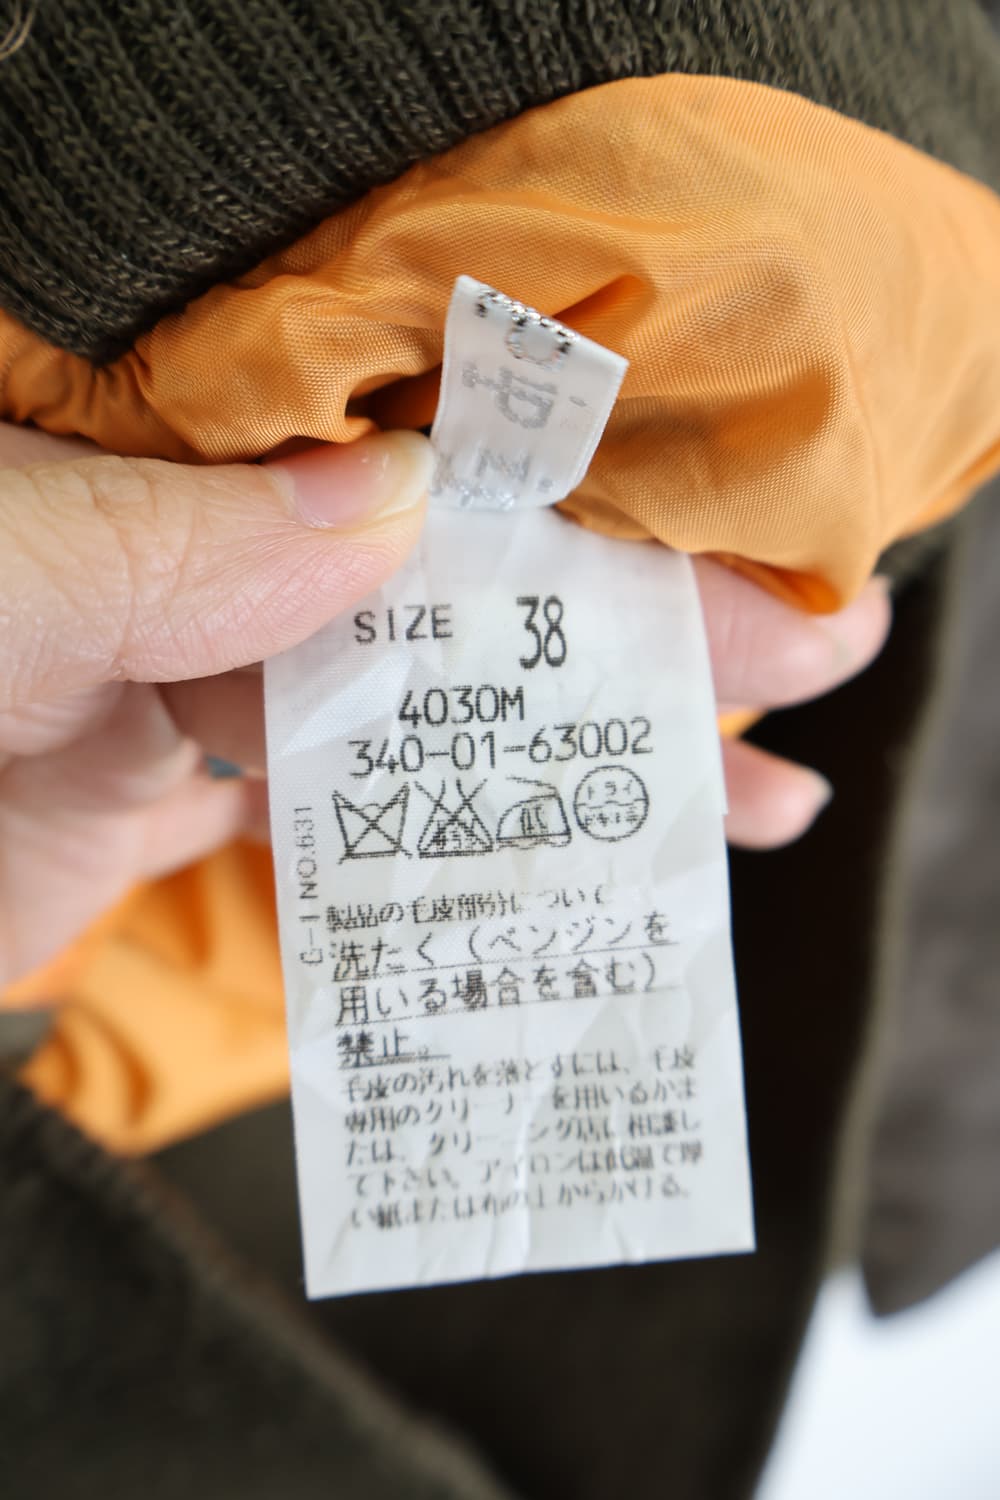 SIZE 38
4030M
340-01-63002
ドライ
C-INO.631
製品の毛皮部分について
洗たく(ベンジンを
用いる場合を含む)
禁止。
毛皮の汚れを落とすには、毛皮
専用のクリーナーを用いるかま
たは、クリーニング店に相談し
て下さい。アイロンは低温で厚
い紙または布の上からかける。